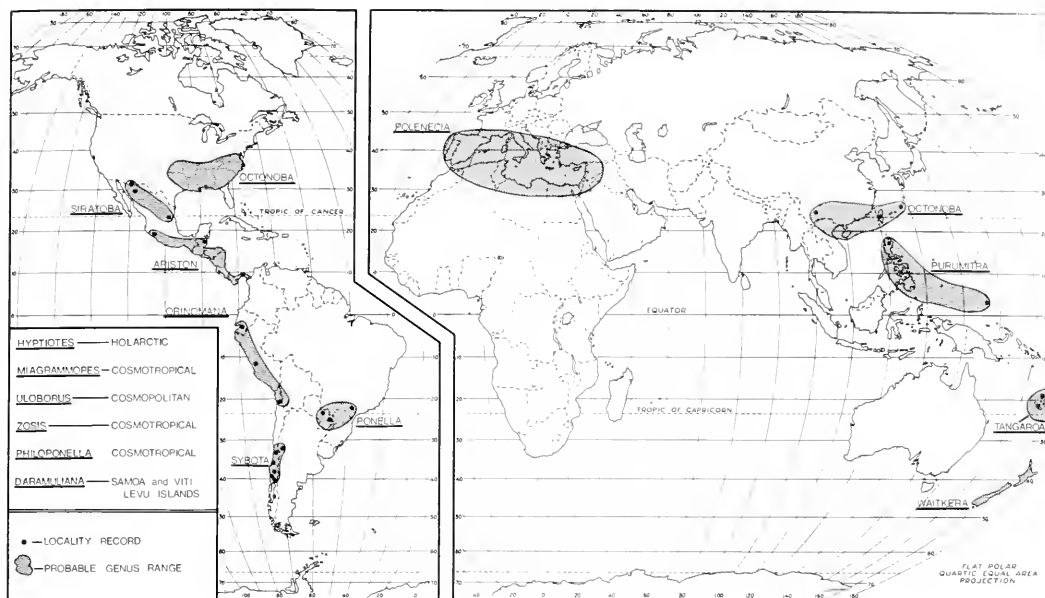 POLENECIA
OCTONOBA
SIRATOBA
TROPIC OF CANCER
ARISTON
ORINOMANA
OCTONOBA
PURUMITRA
EQUATOR
HYPTIOTES — HOLARCTIC
MIAGRAMMOPES — COSMOTROPICAL
ULOBORUS — COSMOPOLITAN
ZOSIS — COSMOTROPICAL
PHILOPONELLA COSMOTROPICAL
DARAMULIANA — SAMOA and VITI
LEVU ISLANDS
PONELLA
SYBOTA
TROPIC OF CAPRICORN
TANGAROA
WAITKERA
• — LOCALITY RECORD
— PROBABLE GENUS RANGE
FLAT POLAR
QUARTIC EQUAL AREA
PROJECTION